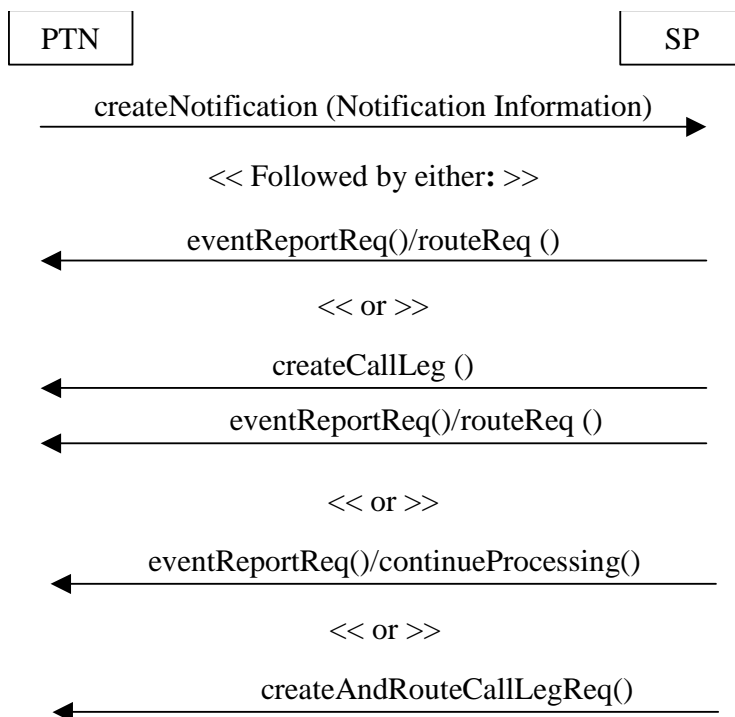 PTN
SP
createNotification (Notification Information)
<< Followed by either: >>
eventReportReq()/routeReq ()
<< or >>
createCallLeg ()
eventReportReq()/routeReq ()
<< or >>
eventReportReq()/continueProcessing()
<< or >>
createAndRouteCallLegReq()